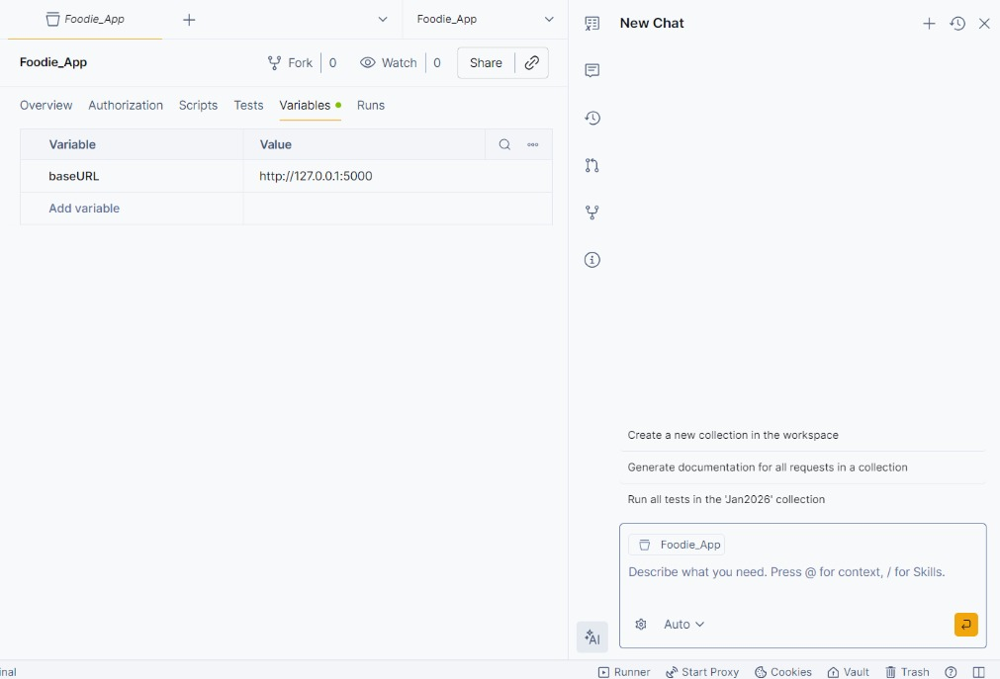 Foodie_App
Foodie_App
New Chat
Foodie_App
Fork 0
Watch 0
Share
Overview Authorization Scripts Tests Variables Runs
Variable Value
baseURL http://127.0.0.1:5000
Add variable
Create a new collection in the workspace
Generate documentation for all requests in a collection
Run all tests in the 'Jan2026' collection
Foodie_App
Describe what you need. Press @ for context, / for Skills.
Auto
AI
inal
Runner Start Proxy Cookies Vault Trash